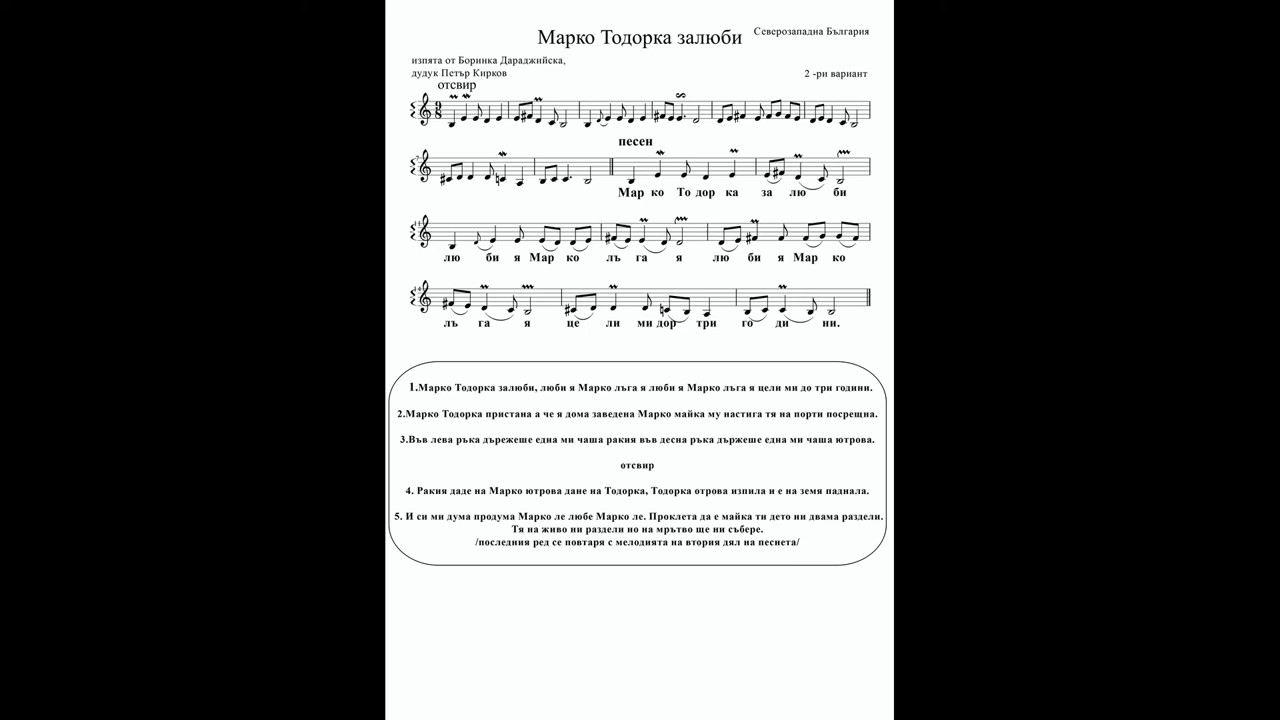 Марко Тодорка залюби
Северозападна България
изпята от Боринка Дараджийска,
дудук Петър Кирков
2 -ри вариант
отсвир
9
8
песен
Мар ко То дор ка за лю би
лю би я Мар ко лъ га я лю би я Мар ко
лъ га я це ли ми дор три го ди ни.
1.Марко Тодорка залюби, люби я Марко лъга я люби я Марко лъга я цели ми до три години.
2.Марко Тодорка пристана а че я дома заведена Марко майка му настига тя на порти посрещна.
3.Във лева ръка дърежеше една ми чаша ракия във десна ръка държеше една ми чаша ютрова.
отсвир
4. Ракия даде на Марко ютрова дане на Тодорка, Тодорка отрова изпила и е на земя паднала.
5. И си ми дума продума Марко ле любе Марко ле. Проклета да е майка ти дето ни двама раздели.
Тя на живо ни раздели но на мрътво ще ни събере.
/последния ред се повтаря с мелодията на втория дял на песнета/